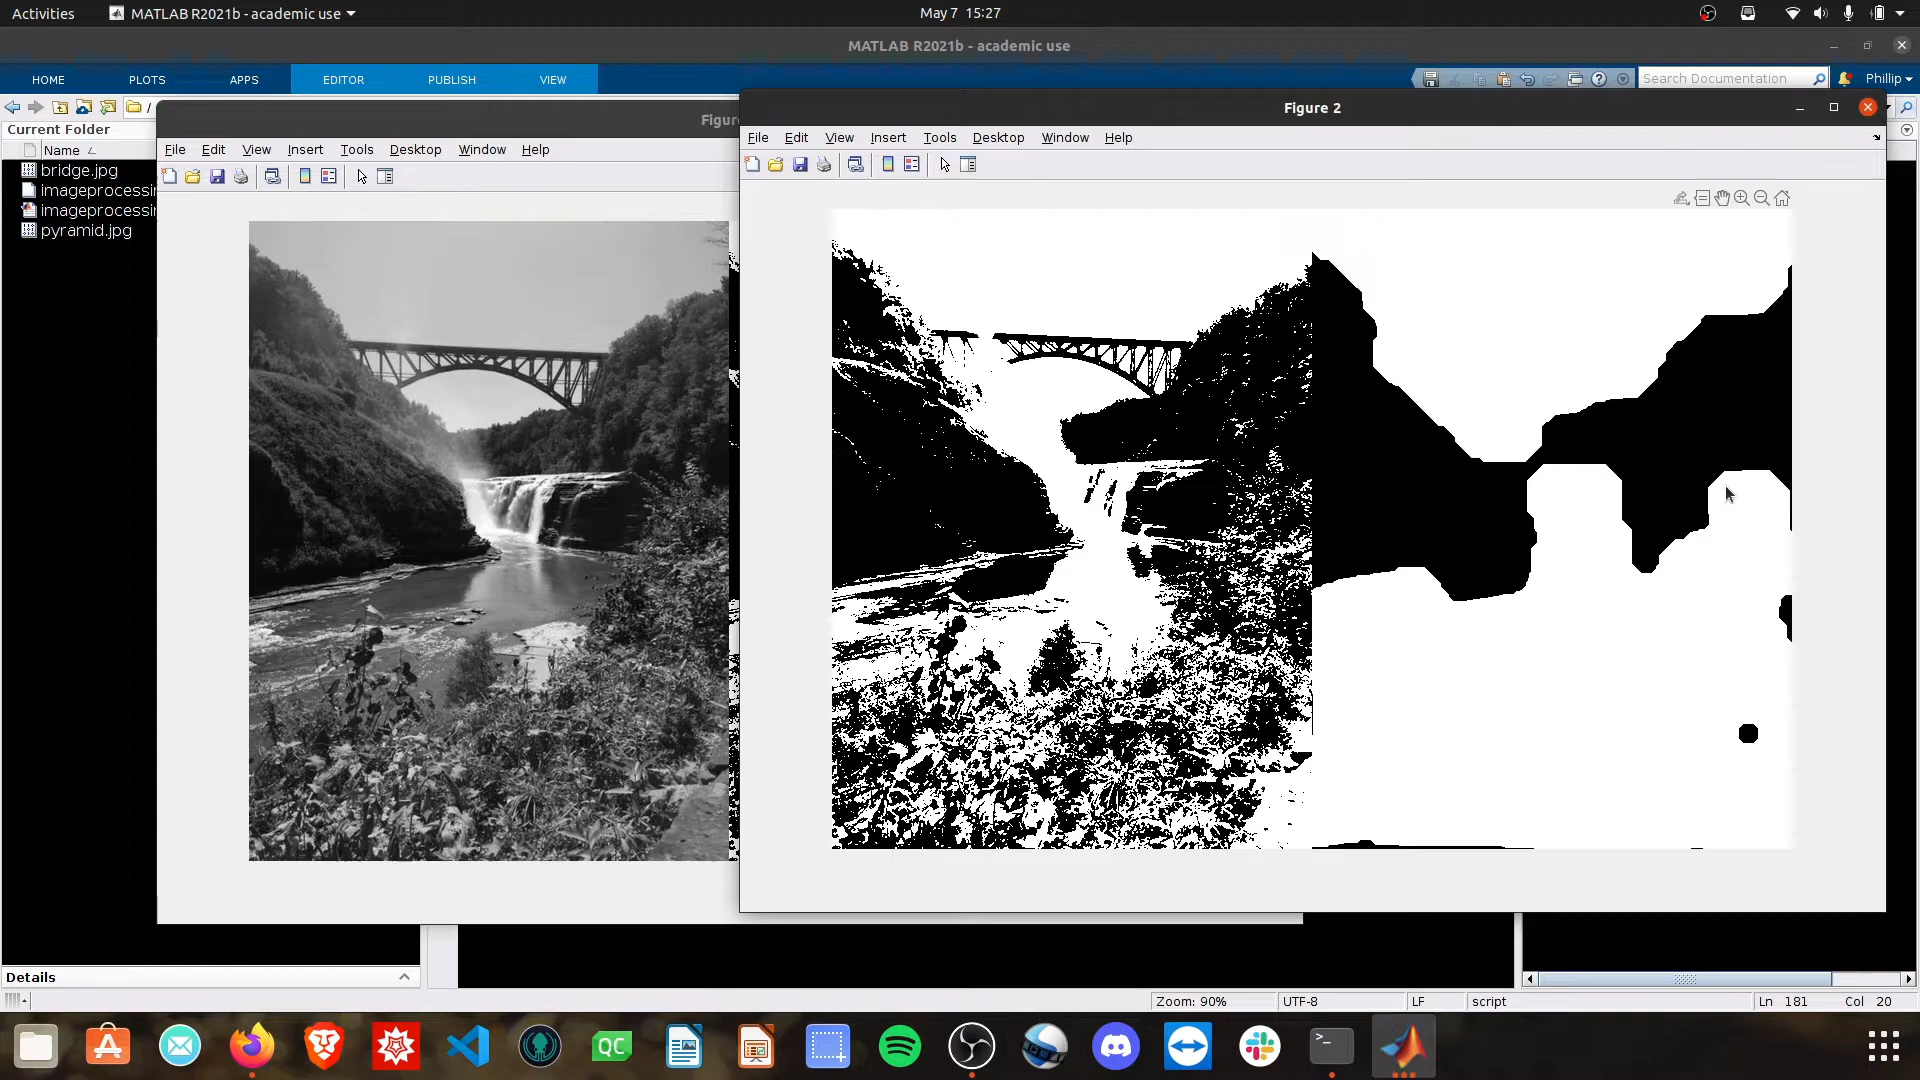 Activities MATLAB R2021b - academic use May 7 15:27
MATLAB R2021b - academic use
HOME PLOTS APPS EDITOR PUBLISH VIEW Search Documentation Phillip
/
Current Folder
Name
bridge.jpg
pyramid.jpg
File Edit View Insert Tools Desktop Window Help
Figure 2
File Edit View Insert Tools Desktop Window Help
Details
Zoom: 90% UTF-8 LF script Ln 181 Col 20
QC
>_